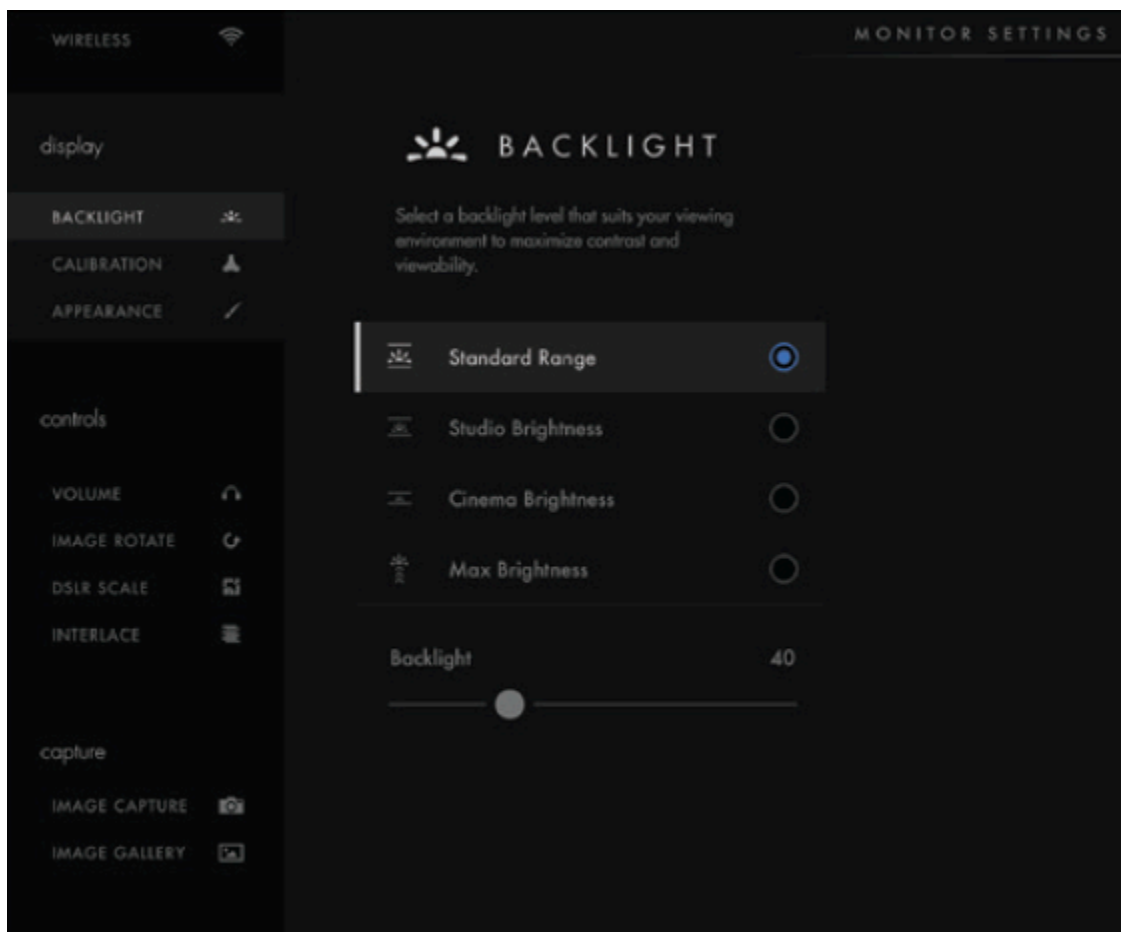 WIRELESS
MONITOR SETTINGS
display
BACKLIGHT
CALIBRATION
APPEARANCE
controls
VOLUME
IMAGE ROTATE
DSLR SCALE
INTERLACE
capture
IMAGE CAPTURE
IMAGE GALLERY
BACKLIGHT
Select a backlight level that suits your viewing
environment to maximize contrast and
viewability.
Standard Range
Studio Brightness
Cinema Brightness
Max Brightness
Backlight 40